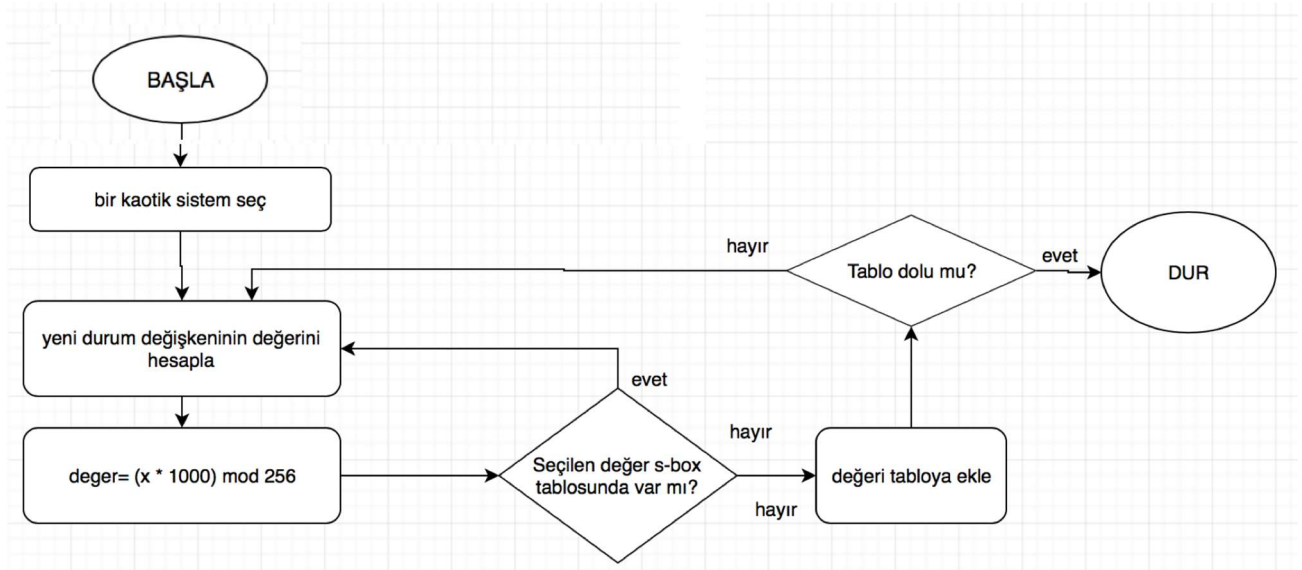 BAŞLA
bir kaotik sistem seç
yeni durum değişkeninin değerini
hesapla
deger= (x * 1000) mod 256
evet
Seçilen değer s-box
tablosunda var mı?
hayır
hayır
değeri tabloya ekle
Tablo dolu mu?
hayır
evet
DUR